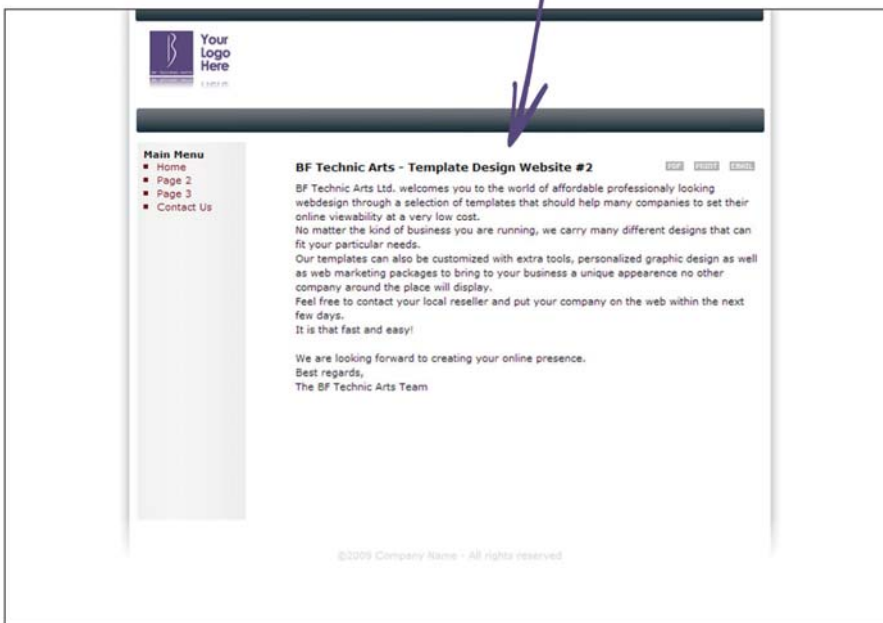 Your
Logo
Here
Main Menu
Home
Page 2
Page 3
Contact Us
BF Technic Arts - Template Design Website #2
PDF PRINT EMAIL
BF Technic Arts Ltd. welcomes you to the world of affordable professionaly looking
webdesign through a selection of templates that should help many companies to set their
online viewability at a very low cost.
No matter the kind of business you are running, we carry many different designs that can
fit your particular needs.
Our templates can also be customized with extra tools, personalized graphic design as well
as web marketing packages to bring to your business a unique appearence no other
company around the place will display.
Feel free to contact your local reseller and put your company on the web within the next
few days.
It is that fast and easy!
We are looking forward to creating your online presence.
Best regards,
The BF Technic Arts Team
©2009 Company Name - All rights reserved